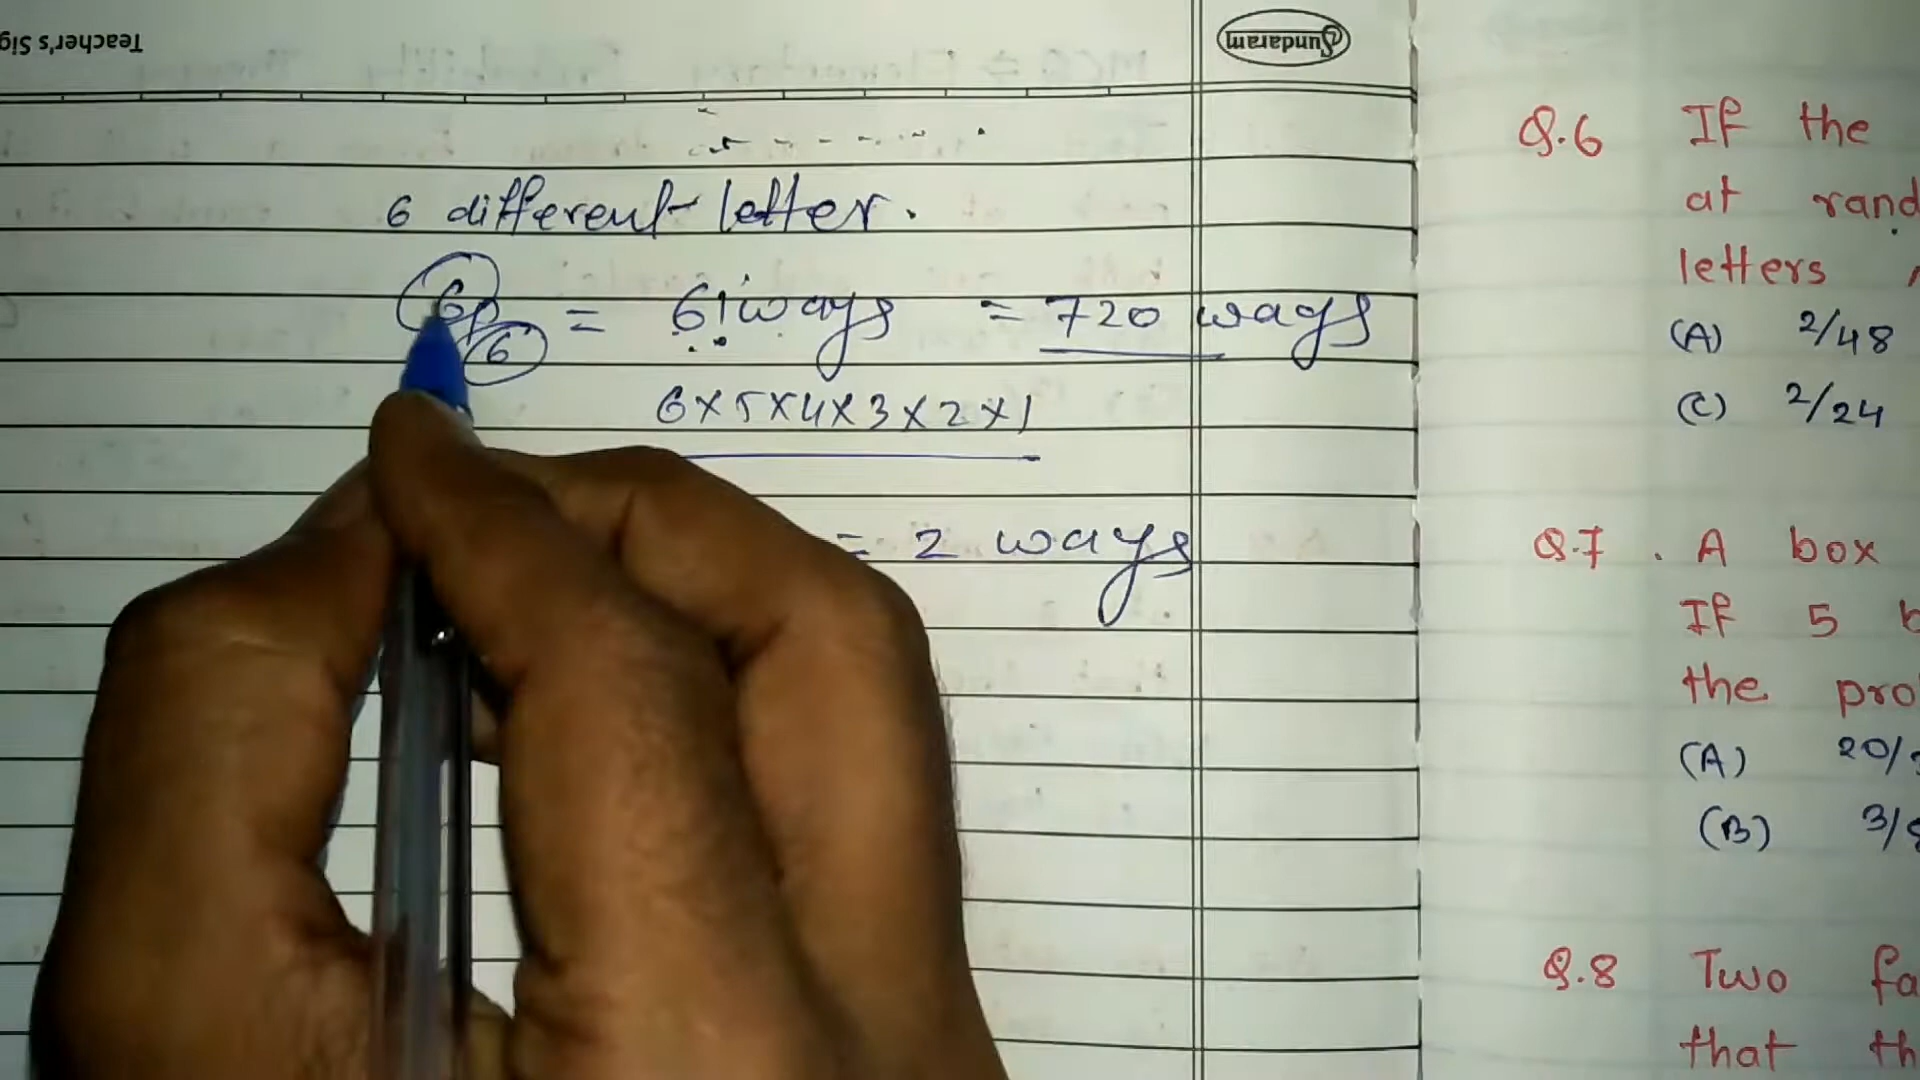 Teacher's Sig
Sundaram
6 different letter.
6P6 = 6! ways = 720 ways
6×5×4×3×2×1
= 2 ways
Q.6 If the
at rand
letters
(A) 2/48
(C) 2/24
Q.7 . A box
If 5 b
the pro
(A) 20/
(B) 3/
Q.8 Two fa
that th